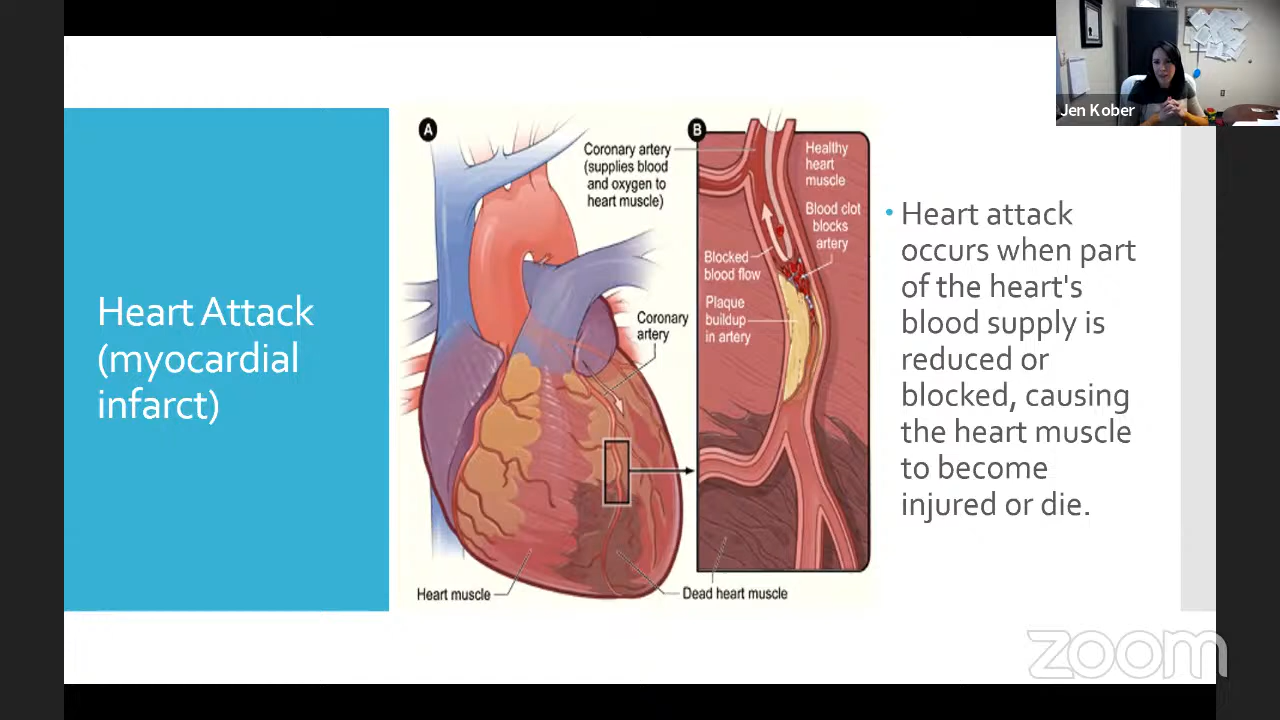 Jen Kober
Heart Attack
(myocardial
infarct)
A
Coronary artery
(supplies blood
and oxygen to
heart muscle)
Coronary
artery
Heart muscle
Dead heart muscle
B
Healthy
heart
muscle
Blood clot
blocks
artery
Blocked
blood flow
Plaque
buildup
in artery
• Heart attack
occurs when part
of the heart's
blood supply is
reduced or
blocked, causing
the heart muscle
to become
injured or die.
zoom